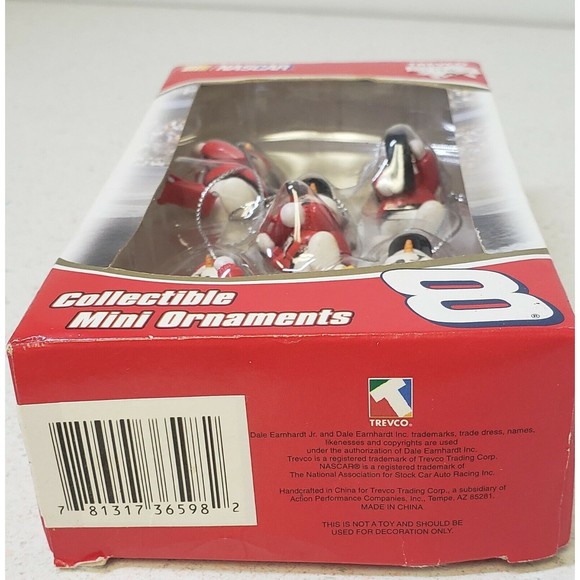 NASCAR
Collectible
Mini Ornaments
8
®
TREVCO.
Dale Earnhardt Jr. and Dale Earnhardt Inc. trademarks, trade dress, names,
likenesses and copyrights are used
under the authorization of Dale Earnhardt Inc.
Trevco is a registered trademark of Trevco Trading Corp.
NASCAR® is a registered trademark of
The National Association for Stock Car Auto Racing Inc.
Handcrafted in China for Trevco Trading Corp., a subsidiary of
Action Performance Companies, Inc., Tempe, AZ 85281.
MADE IN CHINA
THIS IS NOT A TOY AND SHOULD BE
USED FOR DECORATION ONLY.
7 81317 36598 2